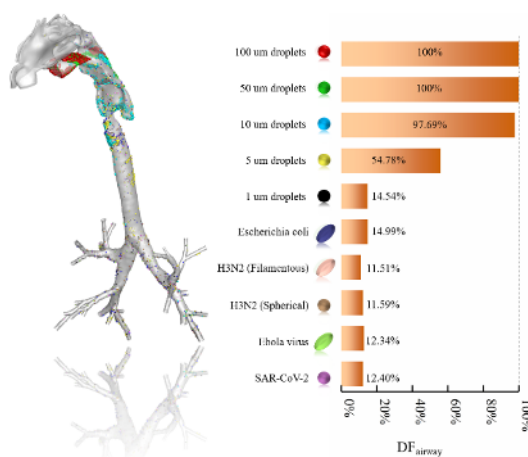 100 um droplets 100%
50 um droplets 100%
10 um droplets 97.69%
5 um droplets 54.78%
1 um droplets 14.54%
Escherichia coli 14.99%
H3N2 (Filamentous) 11.51%
H3N2 (Spherical) 11.59%
Ebola virus 12.34%
SAR-CoV-2 12.40%
0% 20% 40% 60% 80% 100%
DFairway